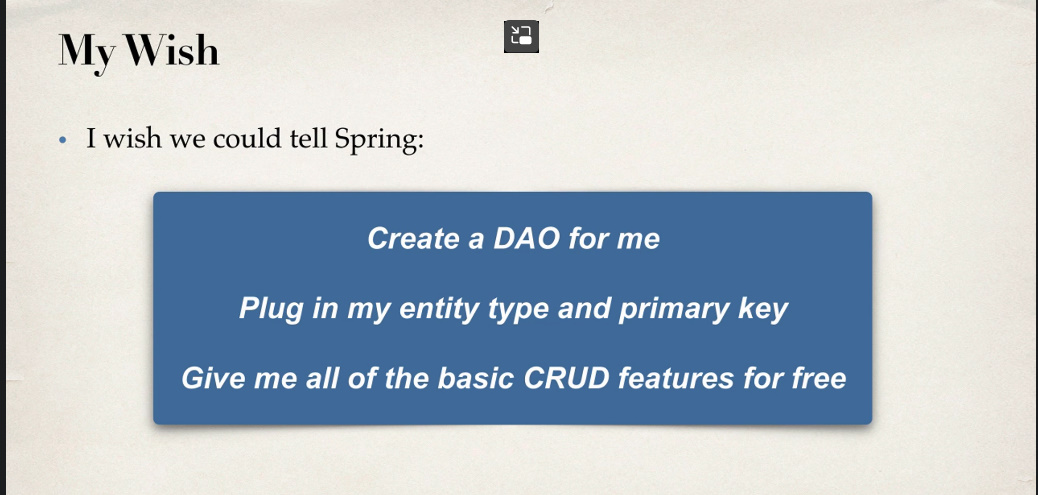 My Wish
I wish we could tell Spring:
Create a DAO for me
Plug in my entity type and primary key
Give me all of the basic CRUD features for free